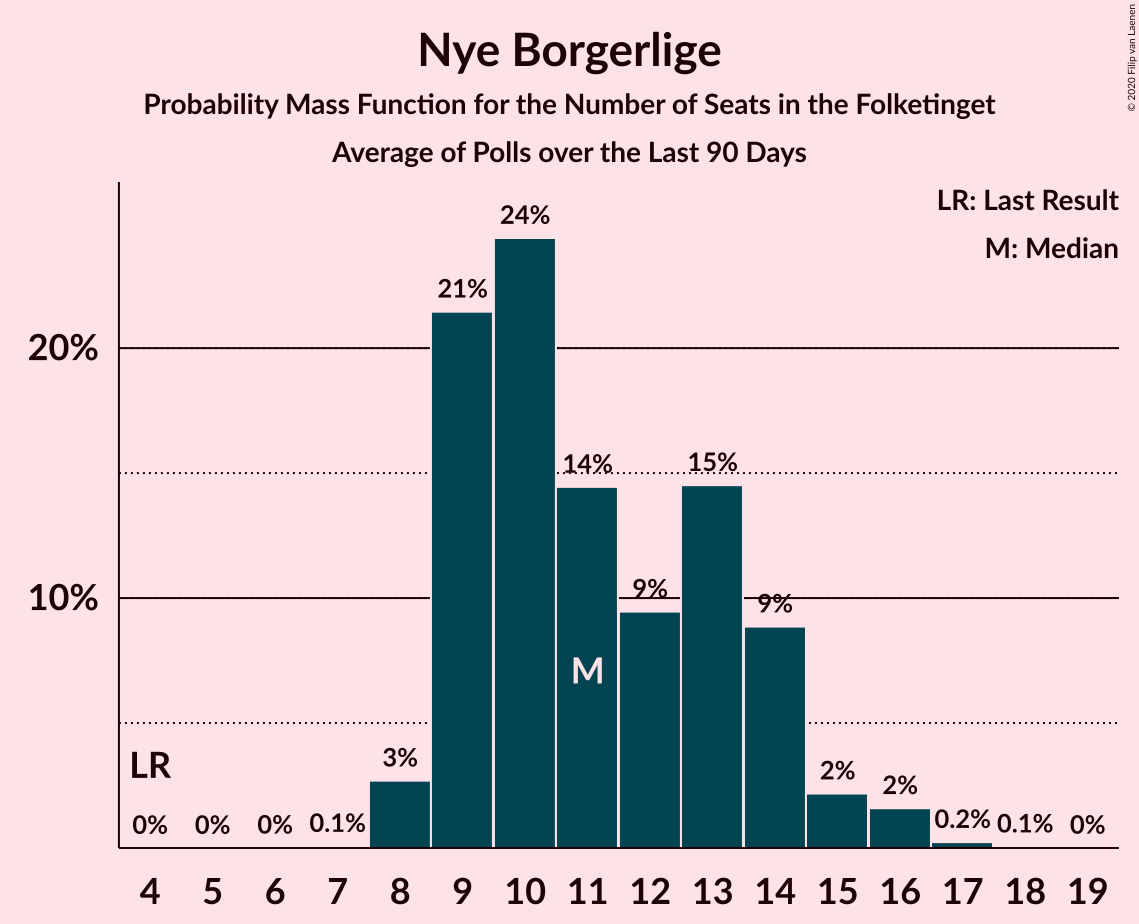 Nye Borgerlige
Probability Mass Function for the Number of Seats in the Folketinget
Average of Polls over the Last 90 Days
© 2020 Filip van Laenen
LR: Last Result
M: Median
24%
21%
20%
14%
15%
10%
9%
9%
M
LR
3%
2%
2%
0%
0%
0%
0.1%
0.2%
0.1%
0%
4 5 6 7 8 9 10 11 12 13 14 15 16 17 18 19